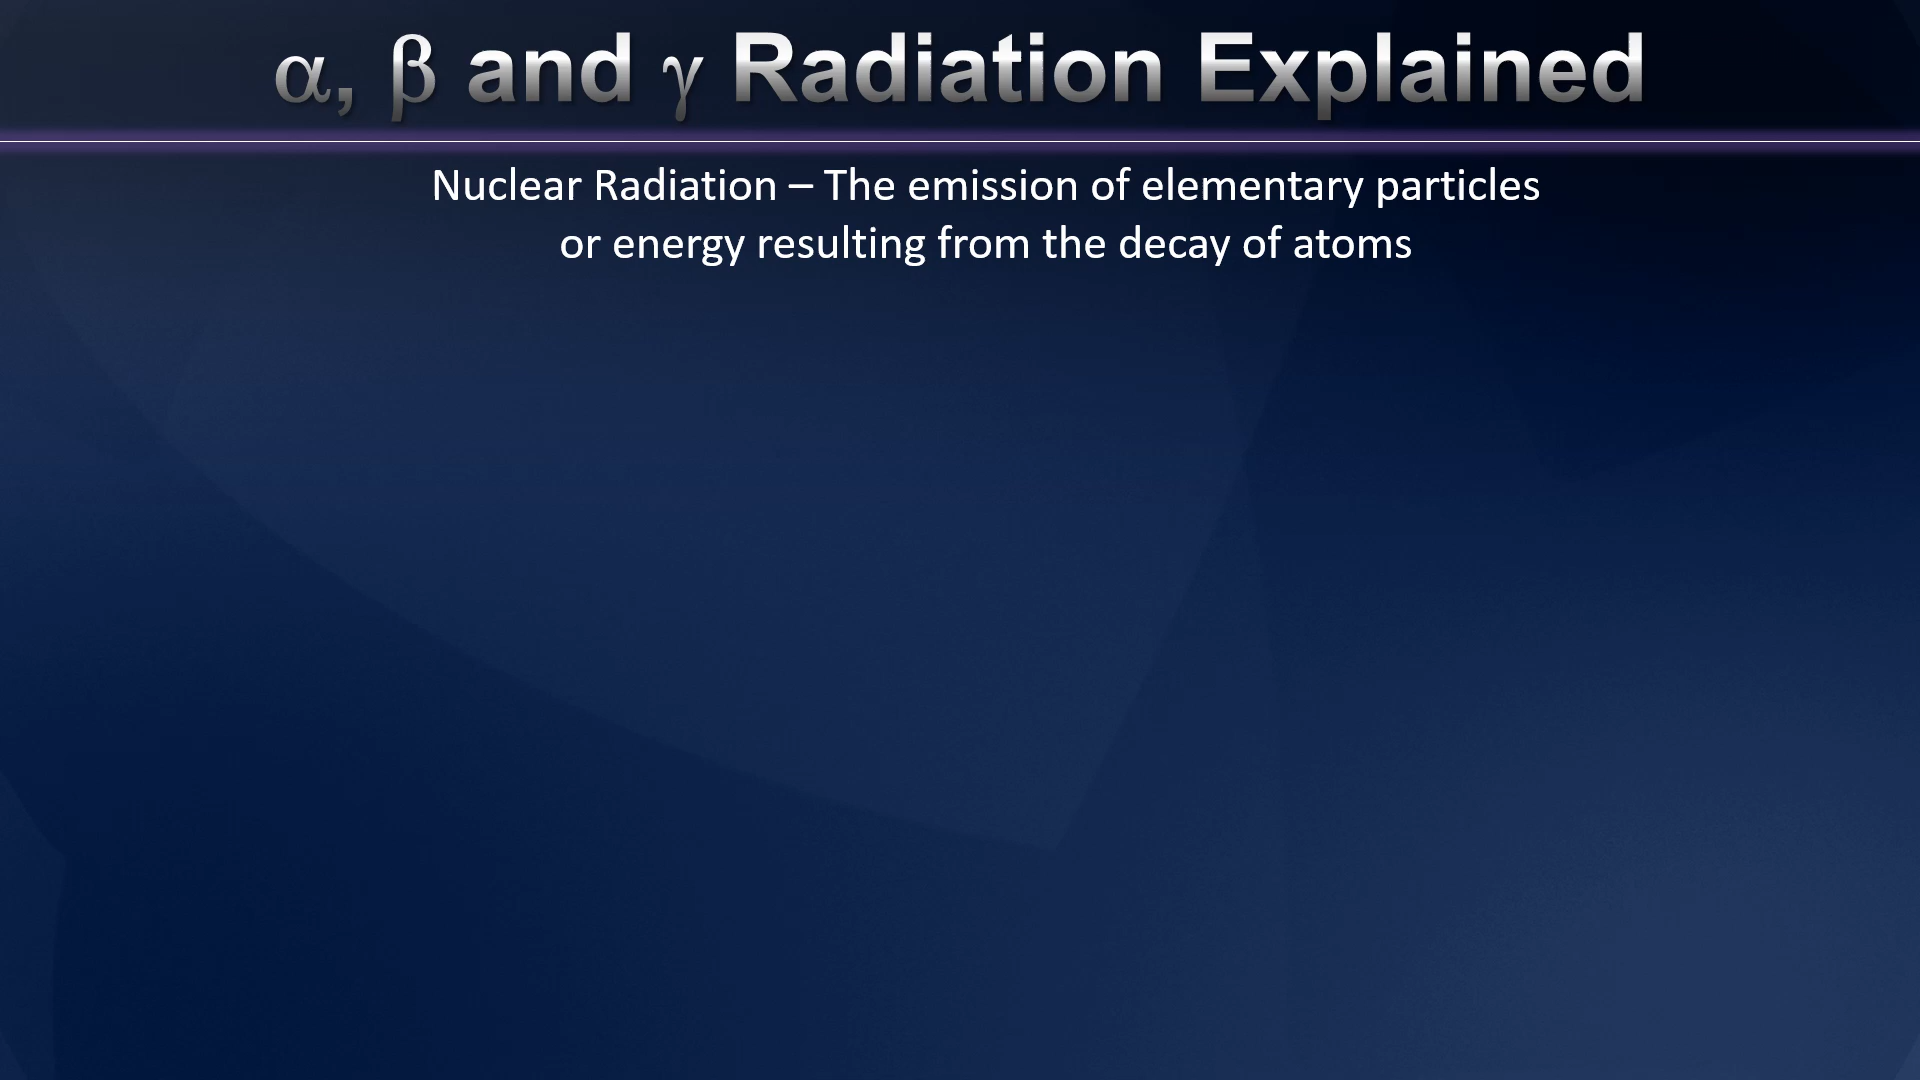 α, β and γ Radiation Explained
Nuclear Radiation – The emission of elementary particles
or energy resulting from the decay of atoms